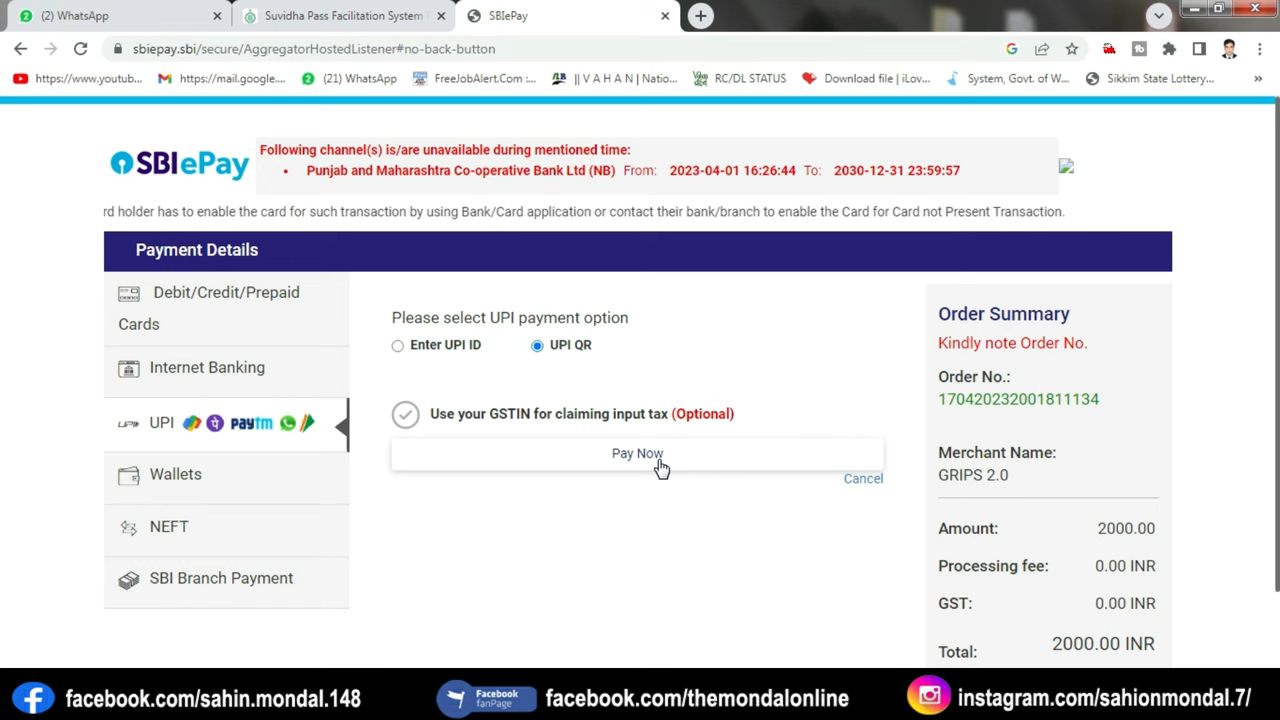 (2) WhatsApp
Suvidha Pass Facilitation System
SBIePay
sbiepay.sbi/secure/AggregatorHostedListener#no-back-button
https://www.youtub...
https://mail.google....
(21) WhatsApp
FreeJobAlert.Com :...
|| V A H A N | Natio...
RC/DL STATUS
Download file | iLov...
System, Govt. of W...
Sikkim State Lottery...
SBI ePay
Following channel(s) is/are unavailable during mentioned time:
• Punjab and Maharashtra Co-operative Bank Ltd (NB) From: 2023-04-01 16:26:44 To: 2030-12-31 23:59:57
rd holder has to enable the card for such transaction by using Bank/Card application or contact their bank/branch to enable the Card for Card not Present Transaction.
Payment Details
Debit/Credit/Prepaid
Cards
Internet Banking
UPI paytm
Wallets
NEFT
SBI Branch Payment
Please select UPI payment option
Enter UPI ID UPI QR
Use your GSTIN for claiming input tax (Optional)
Pay Now
Cancel
Order Summary
Kindly note Order No.
Order No.:
170420232001811134
Merchant Name:
GRIPS 2.0
Amount: 2000.00
Processing fee: 0.00 INR
GST: 0.00 INR
Total: 2000.00 INR
facebook.com/sahin.mondal.148
Facebook
fanPage
facebook.com/themondalonline
instagram.com/sahionmondal.7/